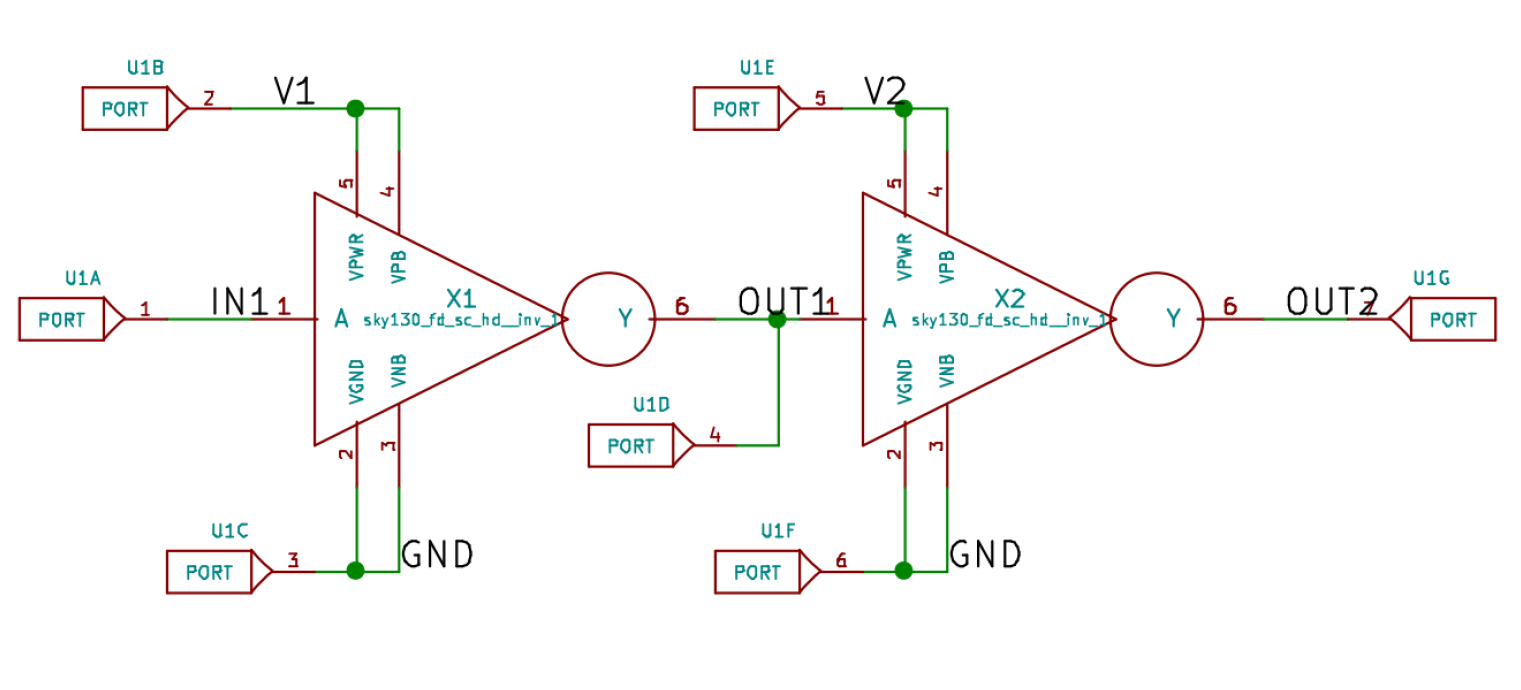 U1B
PORT
2
V1
5
4
VPWR
VPB
U1A
PORT
1
IN1
1
A
X1
sky130_fd_sc_hd__inv_1
Y
6
VGND
VNB
2
3
U1C
PORT
3
GND
U1E
PORT
5
V2
5
4
VPWR
VPB
OUT1
1
A
X2
sky130_fd_sc_hd__inv_1
Y
6
OUT2
7
U1G
PORT
U1D
PORT
4
VGND
VNB
2
3
U1F
PORT
6
GND